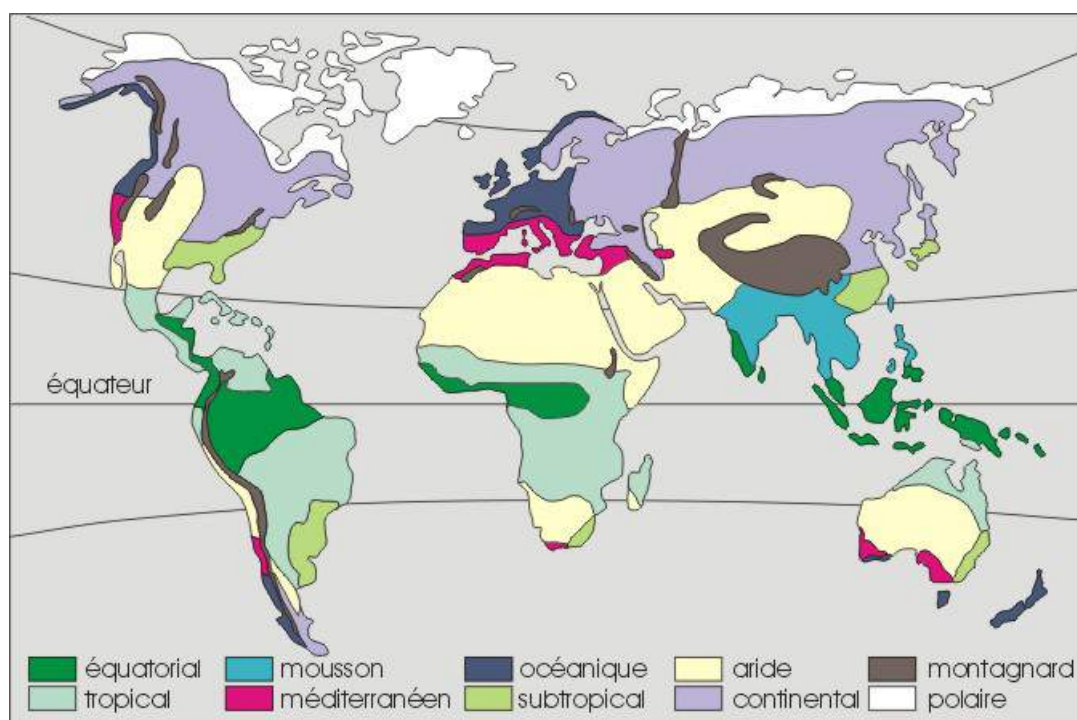 équateur
équatorial mousson océanique aride montagnard
tropical méditerranéen subtropical continental polaire